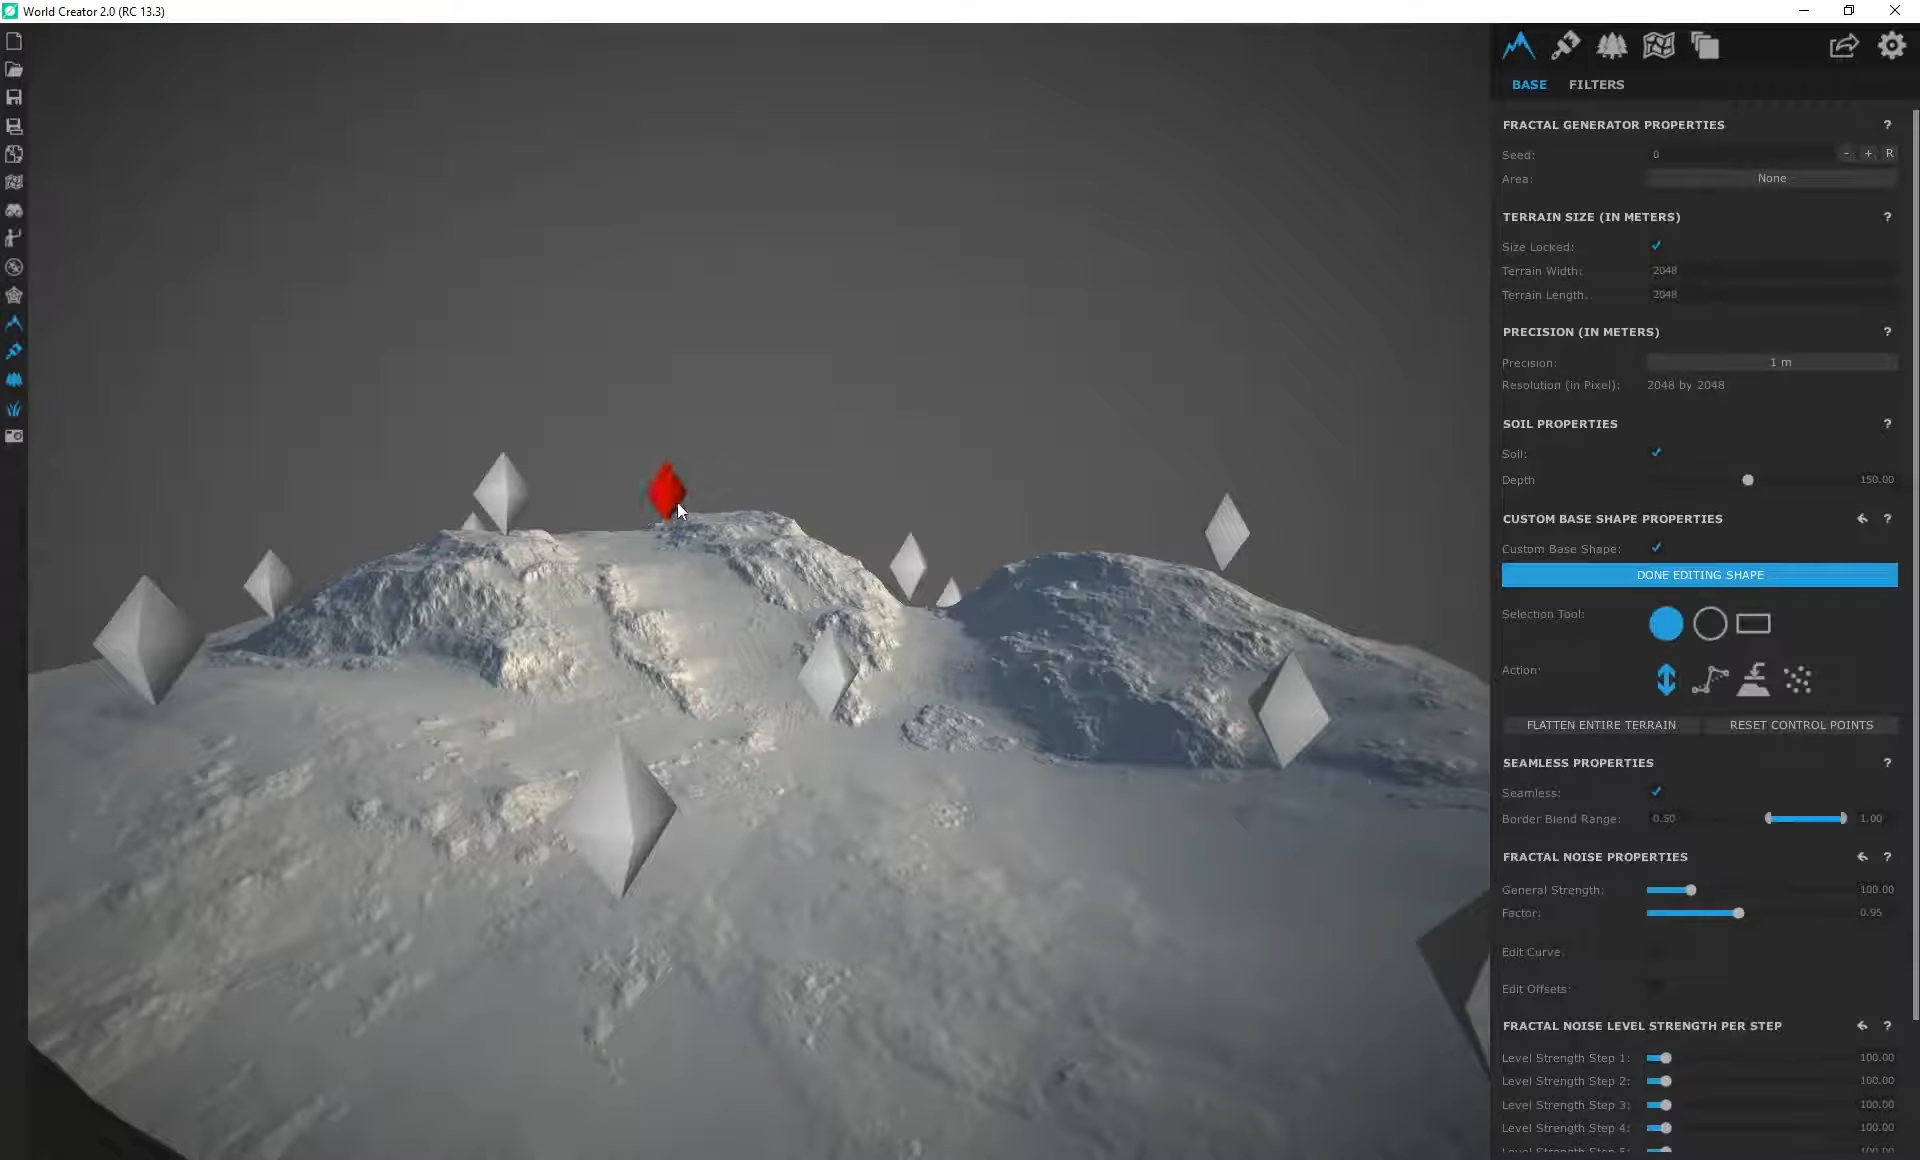 World Creator 2.0 (RC 13.3)
BASE FILTERS
FRACTAL GENERATOR PROPERTIES ?
Seed: 0 - + R
Area: None
TERRAIN SIZE (IN METERS) ?
Size Locked:
Terrain Width: 2048
Terrain Length: 2048
PRECISION (IN METERS) ?
Precision: 1 m
Resolution (in Pixel): 2048 by 2048
SOIL PROPERTIES ?
Soil:
Depth 150.00
CUSTOM BASE SHAPE PROPERTIES ?
Custom Base Shape:
DONE EDITING SHAPE
Selection Tool:
Action:
FLATTEN ENTIRE TERRAIN RESET CONTROL POINTS
SEAMLESS PROPERTIES ?
Seamless:
Border Blend Range: 0.50 1.00
FRACTAL NOISE PROPERTIES ?
General Strength: 100.00
Factor: 0.95
Edit Curve:
Edit Offsets:
FRACTAL NOISE LEVEL STRENGTH PER STEP ?
Level Strength Step 1: 100.00
Level Strength Step 2: 100.00
Level Strength Step 3: 100.00
Level Strength Step 4: 100.00